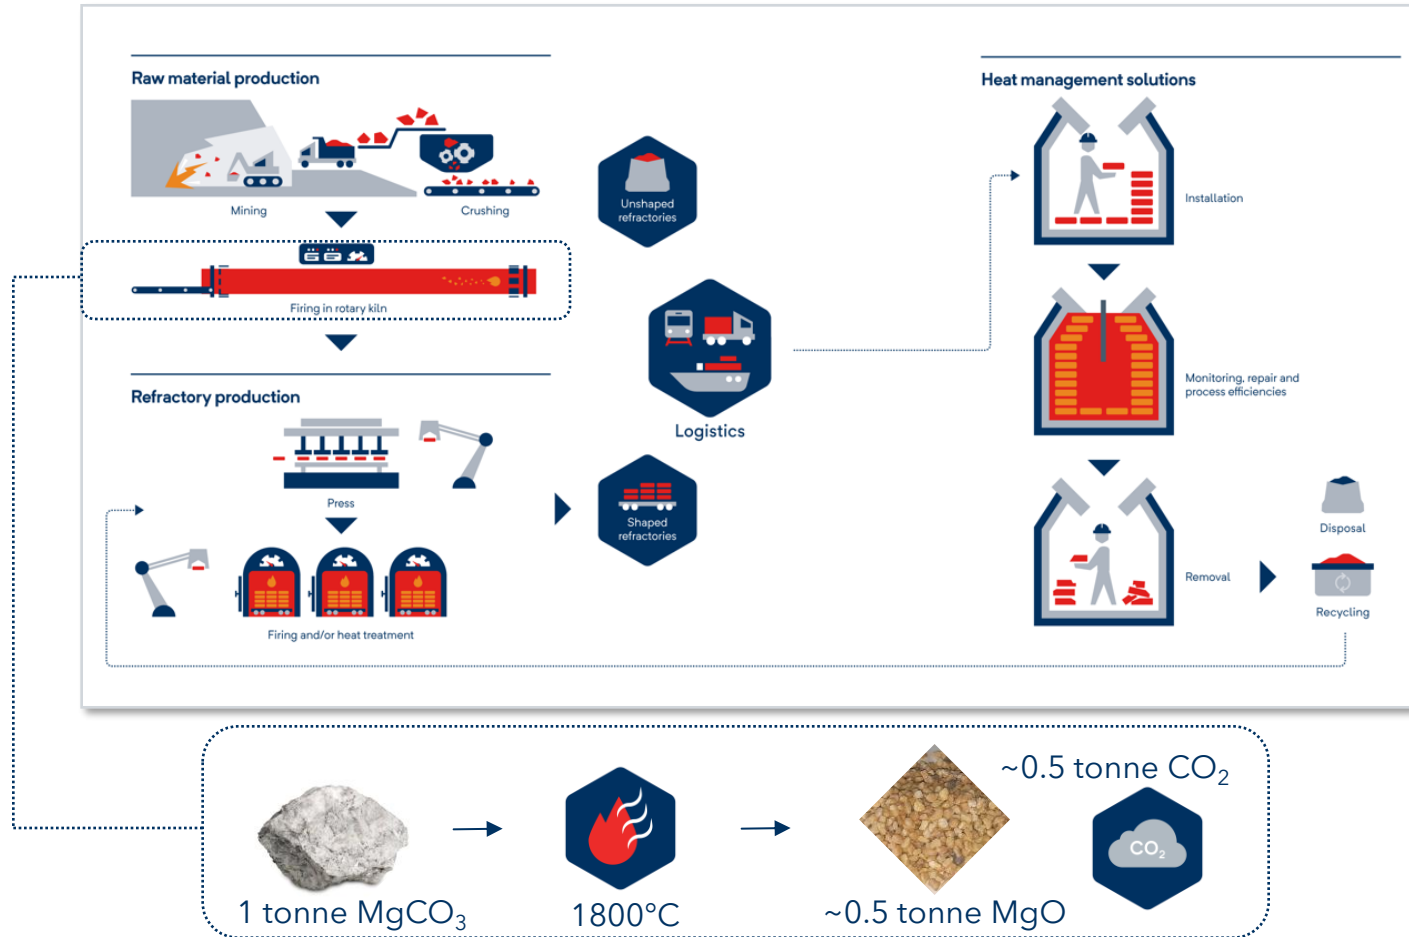 Raw material production
Mining
Crushing
Firing in rotary kiln
Refractory production
Press
Firing and/or heat treatment
Unshaped
refractories
Logistics
Shaped
refractories
Heat management solutions
Installation
Monitoring, repair and
process efficiencies
Removal
Disposal
Recycling
1 tonne MgCO₃
1800°C
~0.5 tonne MgO
~0.5 tonne CO₂
CO₂